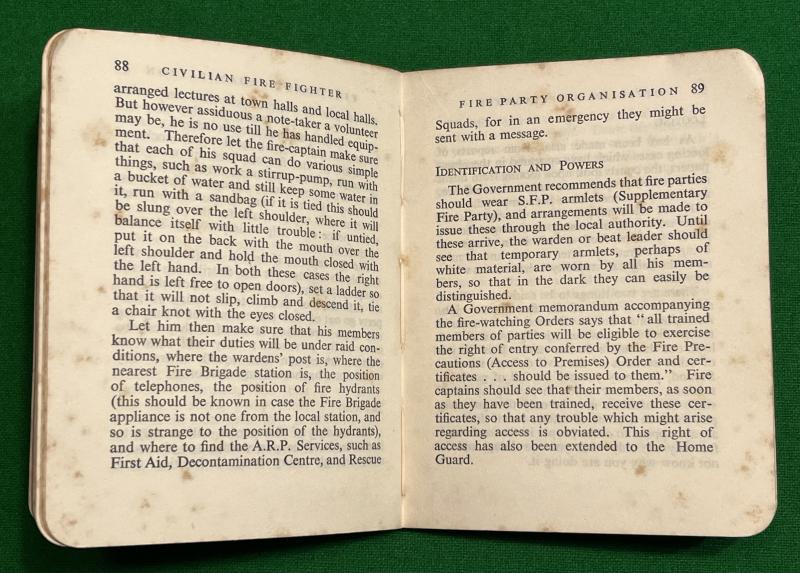 88 CIVILIAN FIRE FIGHTER
arranged lectures at town halls and local halls.
But however assiduous a note-taker a volunteer
may be, he is no use till he has handled equip-
ment. Therefore let the fire-captain make sure
that each of his squad can do various simple
things, such as work a stirrup-pump, run with
a bucket of water and still keep some water in
it, run with a sandbag (if it is tied this should
be slung over the left shoulder, where it will
balance itself with little trouble: if untied,
put it on the back with the mouth over the
left shoulder and hold the mouth closed with
the left hand. In both these cases the right
hand is left free to open doors), set a ladder so
that it will not slip, climb and descend it, tie
a chair knot with the eyes closed.
Let him then make sure that his members
know what their duties will be under raid con-
ditions, where the wardens' post is, where the
nearest Fire Brigade station is, the position
of telephones, the position of fire hydrants
(this should be known in case the Fire Brigade
appliance is not one from the local station, and
so is strange to the position of the hydrants),
and where to find the A.R.P. Services, such as
First Aid, Decontamination Centre, and Rescue
FIRE PARTY ORGANISATION 89
Squads, for in an emergency they might be
sent with a message.
IDENTIFICATION AND POWERS
The Government recommends that fire parties
should wear S.F.P. armlets (Supplementary
Fire Party), and arrangements will be made to
issue these through the local authority. Until
these arrive, the warden or beat leader should
see that temporary armlets, perhaps of
white material, are worn by all his mem-
bers, so that in the dark they can easily be
distinguished.
A Government memorandum accompanying
the fire-watching Orders says that "all trained
members of parties will be eligible to exercise
the right of entry conferred by the Fire Pre-
cautions (Access to Premises) Order and cer-
tificates . . . should be issued to them." Fire
captains should see that their members, as soon
as they have been trained, receive these cer-
tificates, so that any trouble which might arise
regarding access is obviated. This right of
access has also been extended to the Home
Guard.